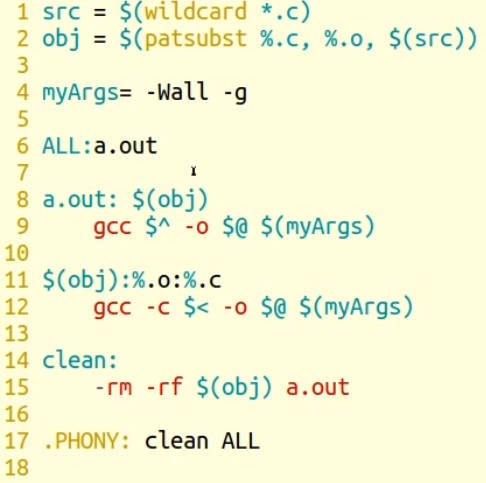 1 src = $(wildcard *.c)
2 obj = $(patsubst %.c, %.o, $(src))
3
4 myArgs= -Wall -g
5
6 ALL:a.out
7
8 a.out: $(obj)
9     gcc $^ -o $@ $(myArgs)
10
11 $(obj):%.o:%.c
12     gcc -c $< -o $@ $(myArgs)
13
14 clean:
15     -rm -rf $(obj) a.out
16
17 .PHONY: clean ALL
18